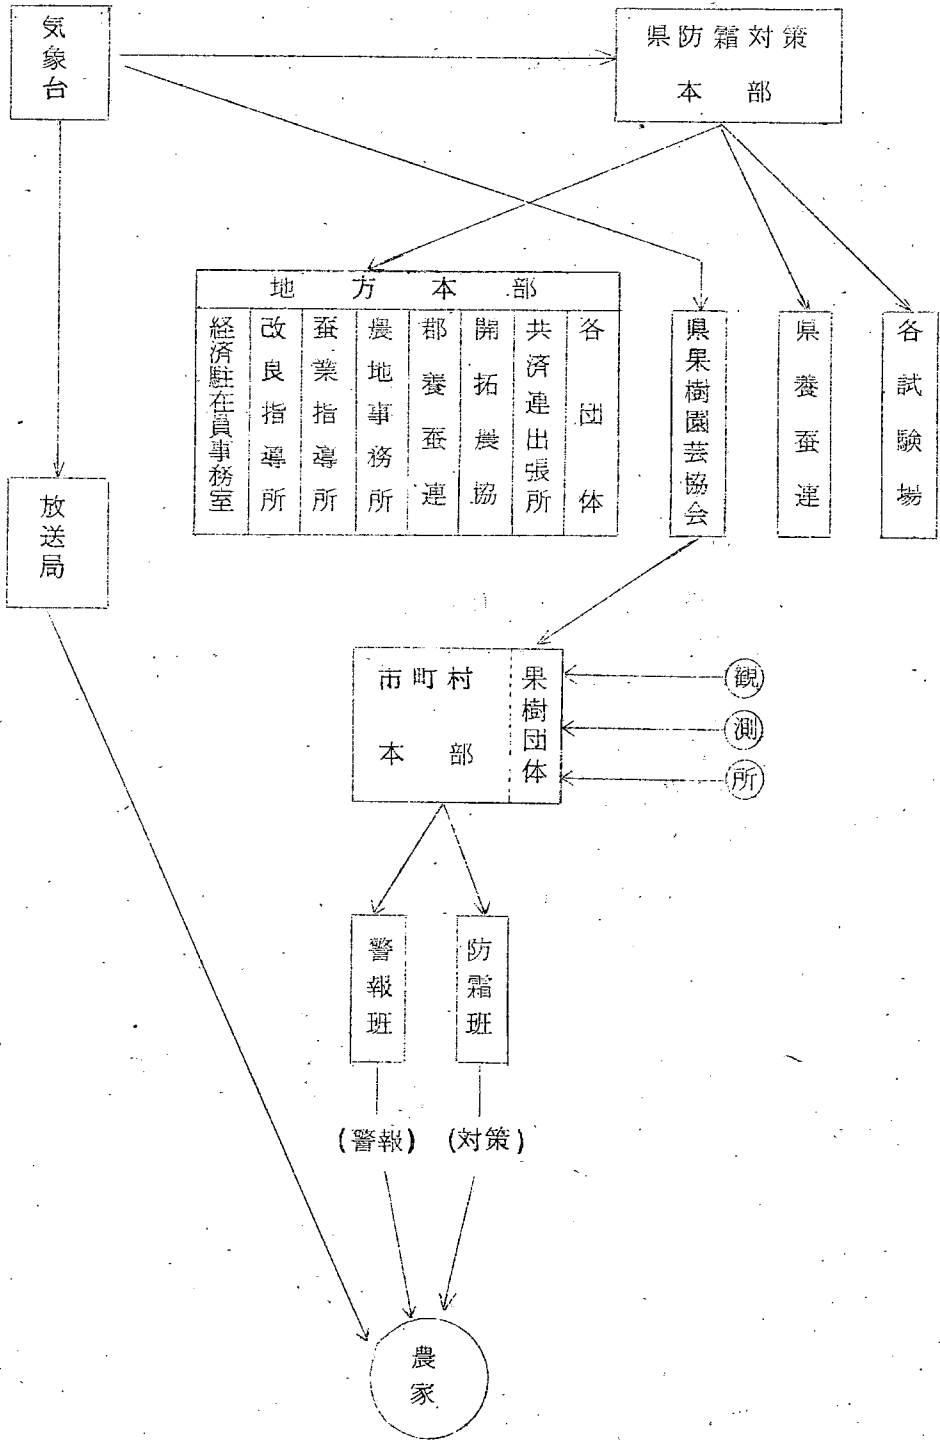 気象台
県防霜対策
本部
地方本部
経済駐在員事務室
改良指導所
蚕業指導所
農地事務所
郡養蚕連
開拓農協
共済連出張所
各団体
県果樹園芸協会
県養蚕連
各試験場
放送局
市町村
本部
果樹団体
観
測
所
警報班
防霜班
(警報)
(対策)
農家